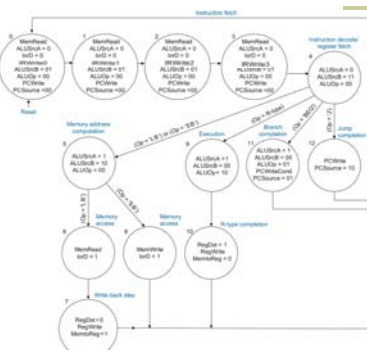 Instruction fetch
Instruction decode/
register fetch
0
MemRead
ALUSrcA = 0
IorD = 0
IRWrite0
ALUSrcB = 01
ALUOp = 00
PCWrite
PCSource =00
1
MemRead
ALUSrcA = 0
IorD = 0
IRWrite1
ALUSrcB = 01
ALUOp = 00
PCWrite
PCSource =00
2
MemRead
ALUSrcA = 0
IorD = 0
IRWrite2
ALUSrcB = 01
ALUOp = 00
PCWrite
PCSource =00
3
MemRead
ALUSrcA = 0
IorD = 0
IRWrite3
ALUSrcB = 01
ALUOp = 00
PCWrite
PCSource =00
4
ALUSrcA = 0
ALUSrcB = 11
ALUOp = 00
Reset
Memory address
computation
(Op = 'LB') or (Op = 'SB')
Execution
(Op = R-type)
Branch
completion
(Op = 'BEQ')
Jump
completion
(Op = 'J')
5
ALUSrcA = 1
ALUSrcB = 10
ALUOp = 00
9
ALUSrcA =1
ALUSrcB = 00
ALUOp = 10
11
ALUSrcA = 1
ALUSrcB = 00
ALUOp = 01
PCWriteCond
PCSource = 01
12
PCWrite
PCSource = 10
(Op = 'LB')
(Op = 'SB')
Memory
access
Memory
access
R-type completion
6
MemRead
IorD = 1
8
MemWrite
IorD = 1
10
RegDst = 1
RegWrite
MemtoReg = 0
Write-back step
7
RegDst=0
RegWrite
MemtoReg=1